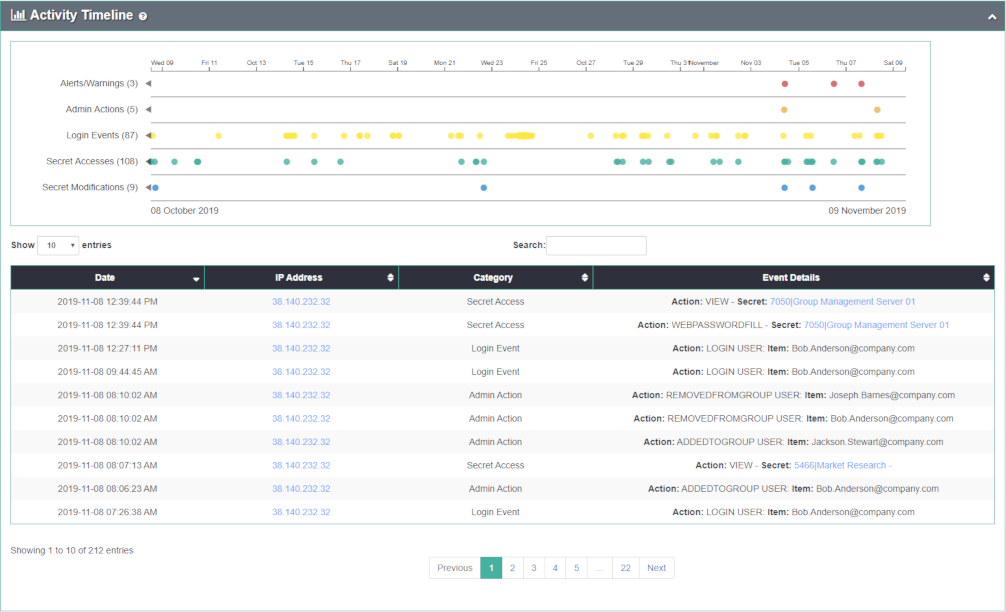 Activity Timeline ?
Wed 09 Fri 11 Oct 13 Tue 15 Thu 17 Sat 19 Mon 21 Wed 23 Fri 25 Oct 27 Tue 29 Thu 31 November Nov 03 Tue 05 Thu 07 Sat 09
Alerts/Warnings (3)
Admin Actions (5)
Login Events (87)
Secret Accesses (108)
Secret Modifications (9)
08 October 2019 09 November 2019
Show 10 entries Search:
Date IP Address Category Event Details
2019-11-08 12:39:44 PM 38.140.232.32 Secret Access Action: VIEW - Secret: 7050|Group Management Server 01
2019-11-08 12:39:44 PM 38.140.232.32 Secret Access Action: WEBPASSWORDFILL - Secret: 7050|Group Management Server 01
2019-11-08 12:27:11 PM 38.140.232.32 Login Event Action: LOGIN USER: Item: Bob.Anderson@company.com
2019-11-08 09:44:45 AM 38.140.232.32 Login Event Action: LOGIN USER: Item: Bob.Anderson@company.com
2019-11-08 08:10:02 AM 38.140.232.32 Admin Action Action: REMOVEDFROMGROUP USER: Item: Joseph.Barnes@company.com
2019-11-08 08:10:02 AM 38.140.232.32 Admin Action Action: REMOVEDFROMGROUP USER: Item: Bob.Anderson@company.com
2019-11-08 08:10:02 AM 38.140.232.32 Admin Action Action: ADDEDTOGROUP USER: Item: Jackson.Stewart@company.com
2019-11-08 08:07:13 AM 38.140.232.32 Secret Access Action: VIEW - Secret: 5466|Market Research -
2019-11-08 08:06:23 AM 38.140.232.32 Admin Action Action: ADDEDTOGROUP USER: Item: Bob.Anderson@company.com
2019-11-08 07:26:38 AM 38.140.232.32 Login Event Action: LOGIN USER: Item: Bob.Anderson@company.com
Showing 1 to 10 of 212 entries
Previous 1 2 3 4 5 ... 22 Next